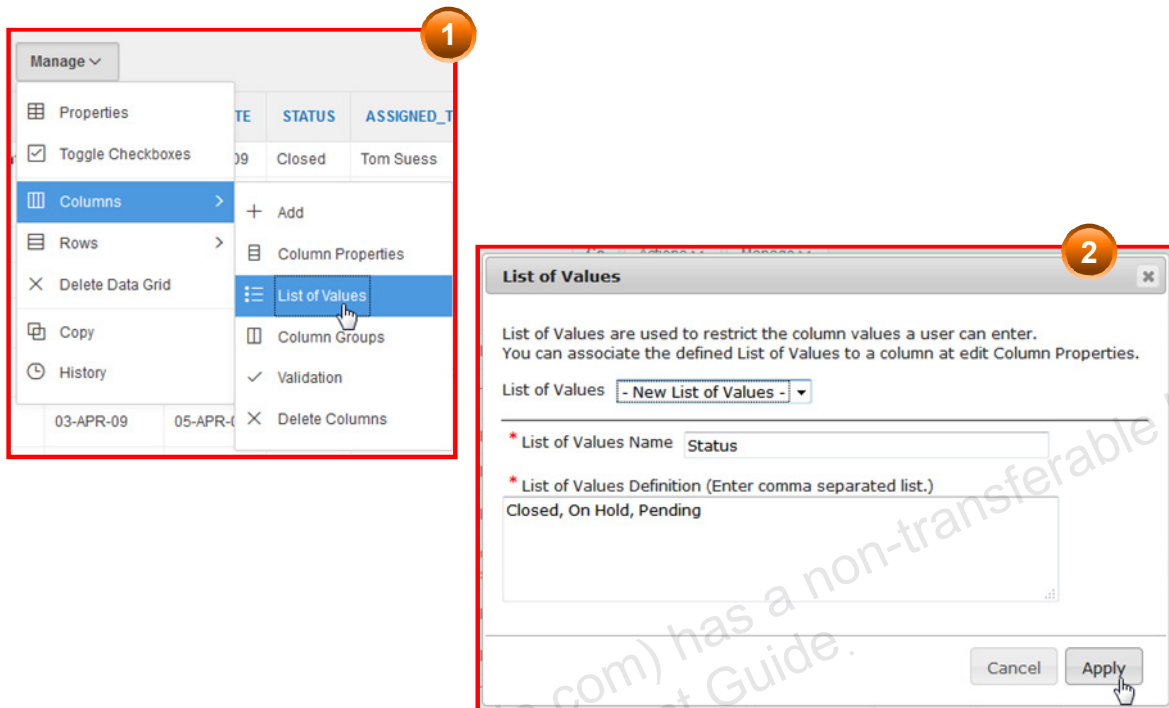 1
Manage
Properties
TE STATUS ASSIGNED_T
Toggle Checkboxes
09 Closed Tom Suess
Columns
Add
Rows
Column Properties
Delete Data Grid
List of Values
Copy
Column Groups
History
Validation
03-APR-09 05-APR-0
Delete Columns
2
Go Actions Manage
List of Values
List of Values are used to restrict the column values a user can enter.
You can associate the defined List of Values to a column at edit Column Properties.
List of Values - New List of Values -
* List of Values Name Status
* List of Values Definition (Enter comma separated list.)
Closed, On Hold, Pending
Cancel Apply
com) has a non-transferable
Guide.